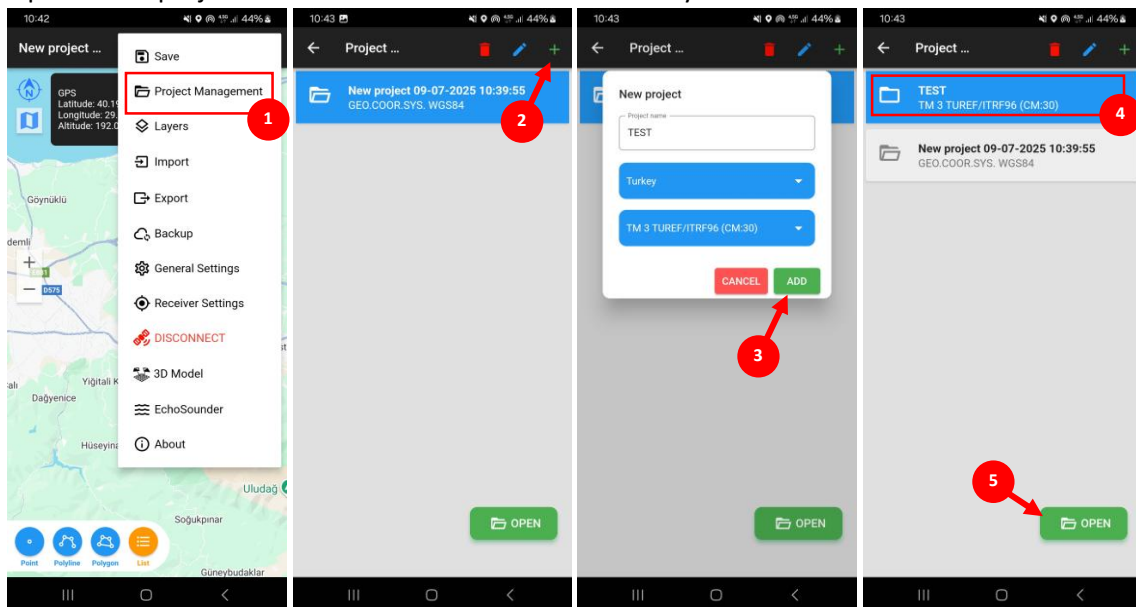 10:42
44%
New project ...
GPS
Latitude: 40.19
Longitude: 29.
Altitude: 192.0
Save
Project Management
1
Layers
Import
Export
Backup
General Settings
Receiver Settings
DISCONNECT
3D Model
EchoSounder
About
Göynüklü
demli
+
−
D575
Yiğitali K
Dağyenice
Hüseyina
Uludağ
Soğukpınar
Güneybudaklar
Point
Polyline
Polygon
List
10:43
44%
Project ...
+
New project 09-07-2025 10:39:55
GEO.COOR.SYS. WGS84
2
OPEN
10:43
44%
Project ...
+
New project
Project name
TEST
Turkey
TM 3 TUREF/ITRF96 (CM:30)
CANCEL
ADD
3
OPEN
10:43
44%
Project ...
+
TEST
TM 3 TUREF/ITRF96 (CM:30)
4
New project 09-07-2025 10:39:55
GEO.COOR.SYS. WGS84
5
OPEN